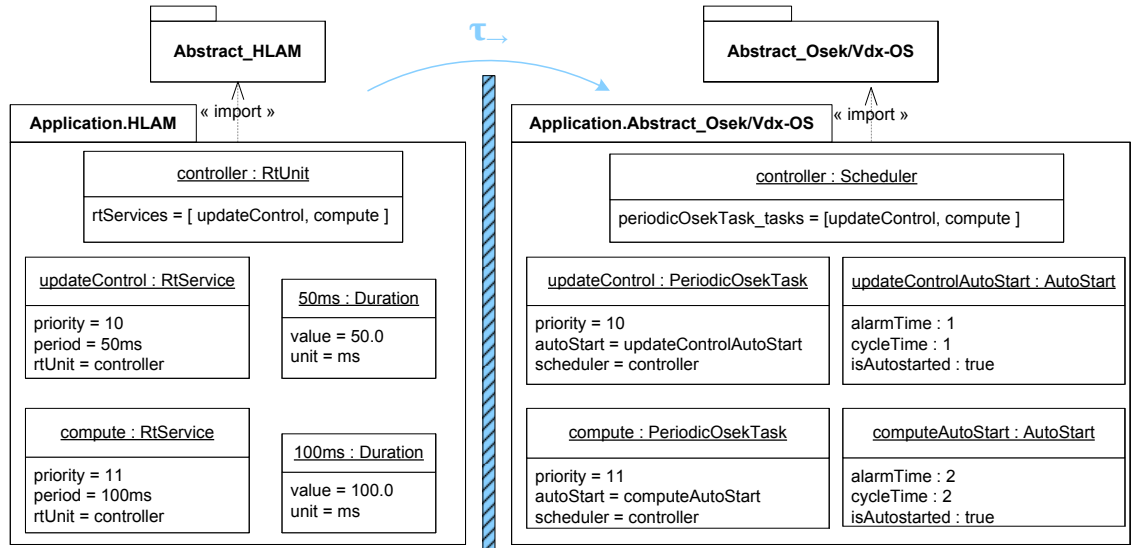 Abstract_HLAM
τ→
Abstract_Osek/Vdx-OS
« import »
« import »
Application.HLAM
controller : RtUnit
rtServices = [ updateControl, compute ]
updateControl : RtService
priority = 10
period = 50ms
rtUnit = controller
50ms : Duration
value = 50.0
unit = ms
compute : RtService
priority = 11
period = 100ms
rtUnit = controller
100ms : Duration
value = 100.0
unit = ms
Application.Abstract_Osek/Vdx-OS
controller : Scheduler
periodicOsekTask_tasks = [updateControl, compute ]
updateControl : PeriodicOsekTask
priority = 10
autoStart = updateControlAutoStart
scheduler = controller
updateControlAutoStart : AutoStart
alarmTime : 1
cycleTime : 1
isAutostarted : true
compute : PeriodicOsekTask
priority = 11
autoStart = computeAutoStart
scheduler = controller
computeAutoStart : AutoStart
alarmTime : 2
cycleTime : 2
isAutostarted : true